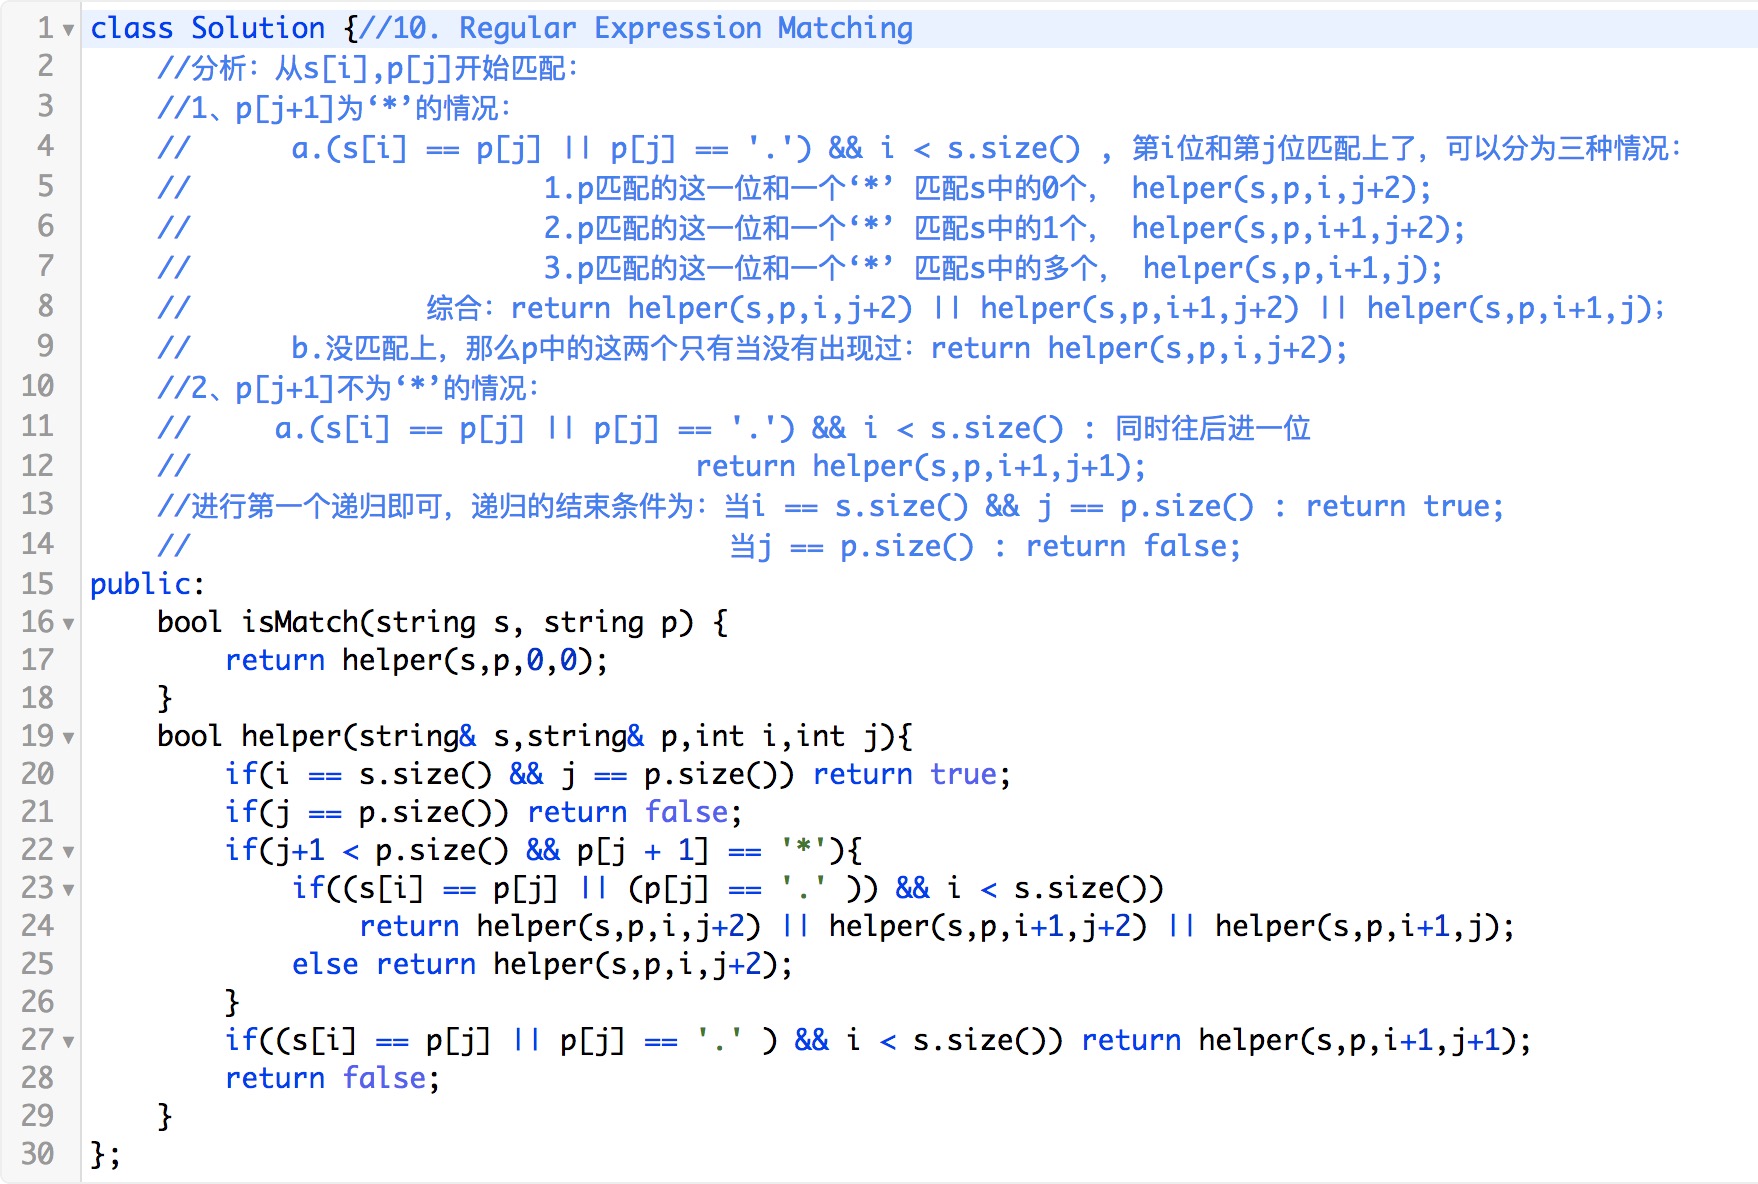 1 class Solution {//10. Regular Expression Matching
2 //分析：从s[i],p[j]开始匹配：
3 //1、p[j+1]为‘*’的情况：
4 // a.(s[i] == p[j] || p[j] == '.') && i < s.size() , 第i位和第j位匹配上了，可以分为三种情况：
5 // 1.p匹配的这一位和一个‘*’ 匹配s中的0个， helper(s,p,i,j+2);
6 // 2.p匹配的这一位和一个‘*’ 匹配s中的1个， helper(s,p,i+1,j+2);
7 // 3.p匹配的这一位和一个‘*’ 匹配s中的多个， helper(s,p,i+1,j);
8 // 综合：return helper(s,p,i,j+2) || helper(s,p,i+1,j+2) || helper(s,p,i+1,j)；
9 // b.没匹配上，那么p中的这两个只有当没有出现过：return helper(s,p,i,j+2);
10 //2、p[j+1]不为‘*’的情况：
11 // a.(s[i] == p[j] || p[j] == '.') && i < s.size() : 同时往后进一位
12 // return helper(s,p,i+1,j+1);
13 //进行第一个递归即可，递归的结束条件为：当i == s.size() && j == p.size() : return true;
14 // 当j == p.size() : return false;
15 public:
16 bool isMatch(string s, string p) {
17 return helper(s,p,0,0);
18 }
19 bool helper(string& s,string& p,int i,int j){
20 if(i == s.size() && j == p.size()) return true;
21 if(j == p.size()) return false;
22 if(j+1 < p.size() && p[j + 1] == '*'){
23 if((s[i] == p[j] || (p[j] == '.' )) && i < s.size())
24 return helper(s,p,i,j+2) || helper(s,p,i+1,j+2) || helper(s,p,i+1,j);
25 else return helper(s,p,i,j+2);
26 }
27 if((s[i] == p[j] || p[j] == '.' ) && i < s.size()) return helper(s,p,i+1,j+1);
28 return false;
29 }
30 };